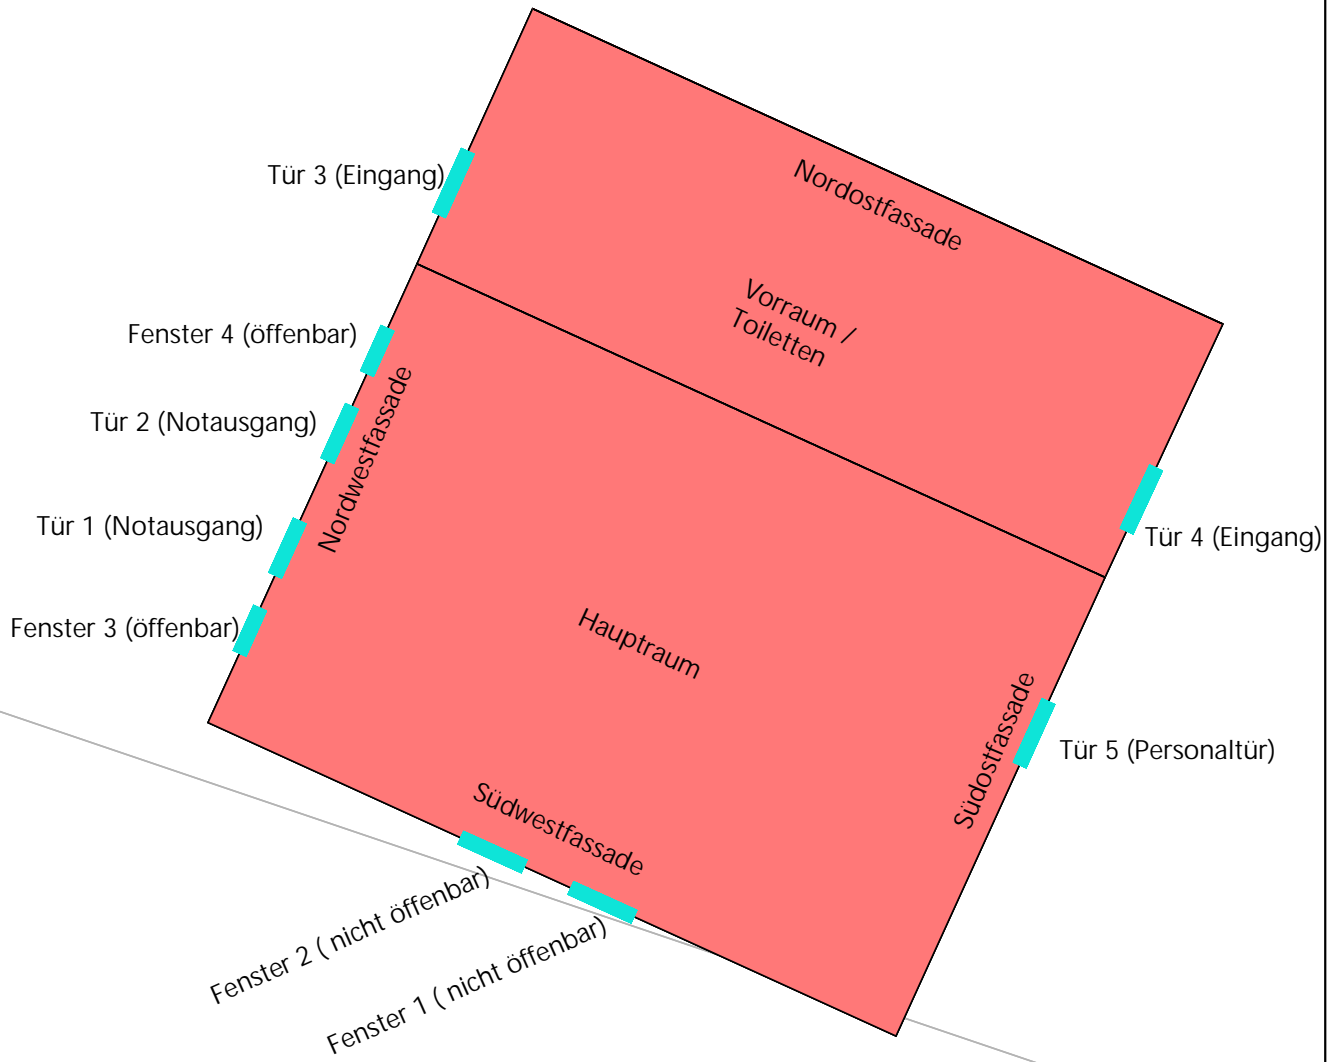 Tür 3 (Eingang)
Nordostfassade
Vorraum /
Toiletten
Fenster 4 (öffenbar)
Tür 2 (Notausgang)
Nordwestfassade
Tür 1 (Notausgang)
Tür 4 (Eingang)
Fenster 3 (öffenbar)
Hauptraum
Südostfassade
Tür 5 (Personaltür)
Südwestfassade
Fenster 2 ( nicht öffenbar)
Fenster 1 ( nicht öffenbar)